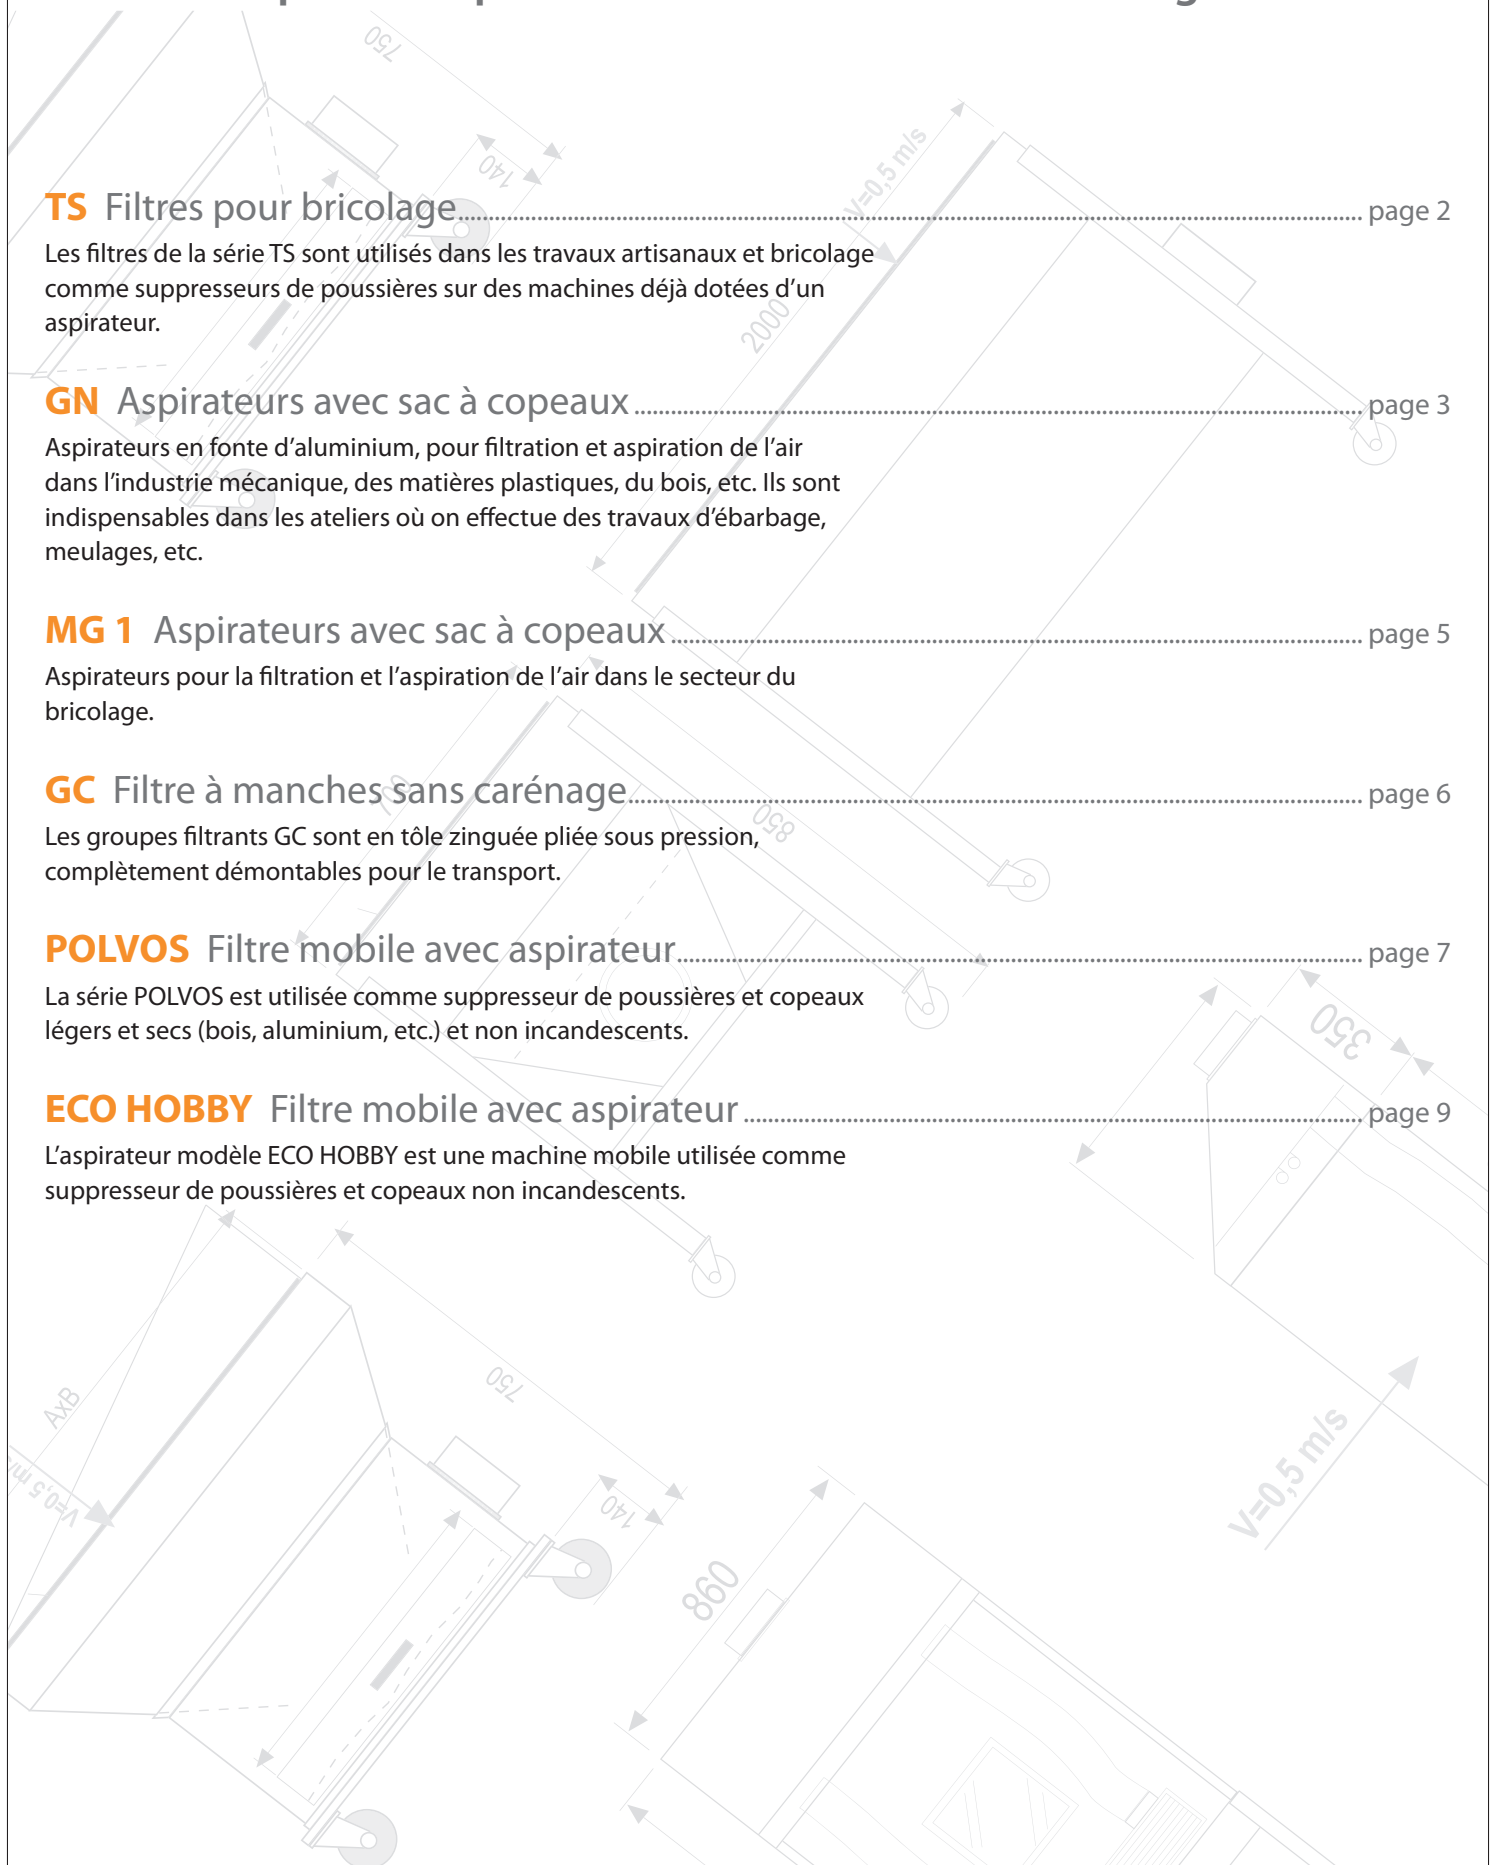 TS Filtres pour bricolage page 2
Les filtres de la série TS sont utilisés dans les travaux artisanaux et bricolage
comme suppresseurs de poussières sur des machines déjà dotées d’un
aspirateur.
GN Aspirateurs avec sac à copeaux page 3
Aspirateurs en fonte d’aluminium, pour filtration et aspiration de l’air
dans l’industrie mécanique, des matières plastiques, du bois, etc. Ils sont
indispensables dans les ateliers où on effectue des travaux d’ébarbage,
meulages, etc.
MG 1 Aspirateurs avec sac à copeaux page 5
Aspirateurs pour la filtration et l’aspiration de l’air dans le secteur du
bricolage.
GC Filtre à manches sans carénage page 6
Les groupes filtrants GC sont en tôle zinguée pliée sous pression,
complètement démontables pour le transport.
POLVOS Filtre mobile avec aspirateur page 7
La série POLVOS est utilisée comme suppresseur de poussières et copeaux
légers et secs (bois, aluminium, etc.) et non incandescents.
ECO HOBBY Filtre mobile avec aspirateur page 9
L’aspirateur modèle ECO HOBBY est une machine mobile utilisée comme
suppresseur de poussières et copeaux non incandescents.
750
140
V=0,5 m/s
2000
850
350
AxB
750
140
860
V=0,5 m/s